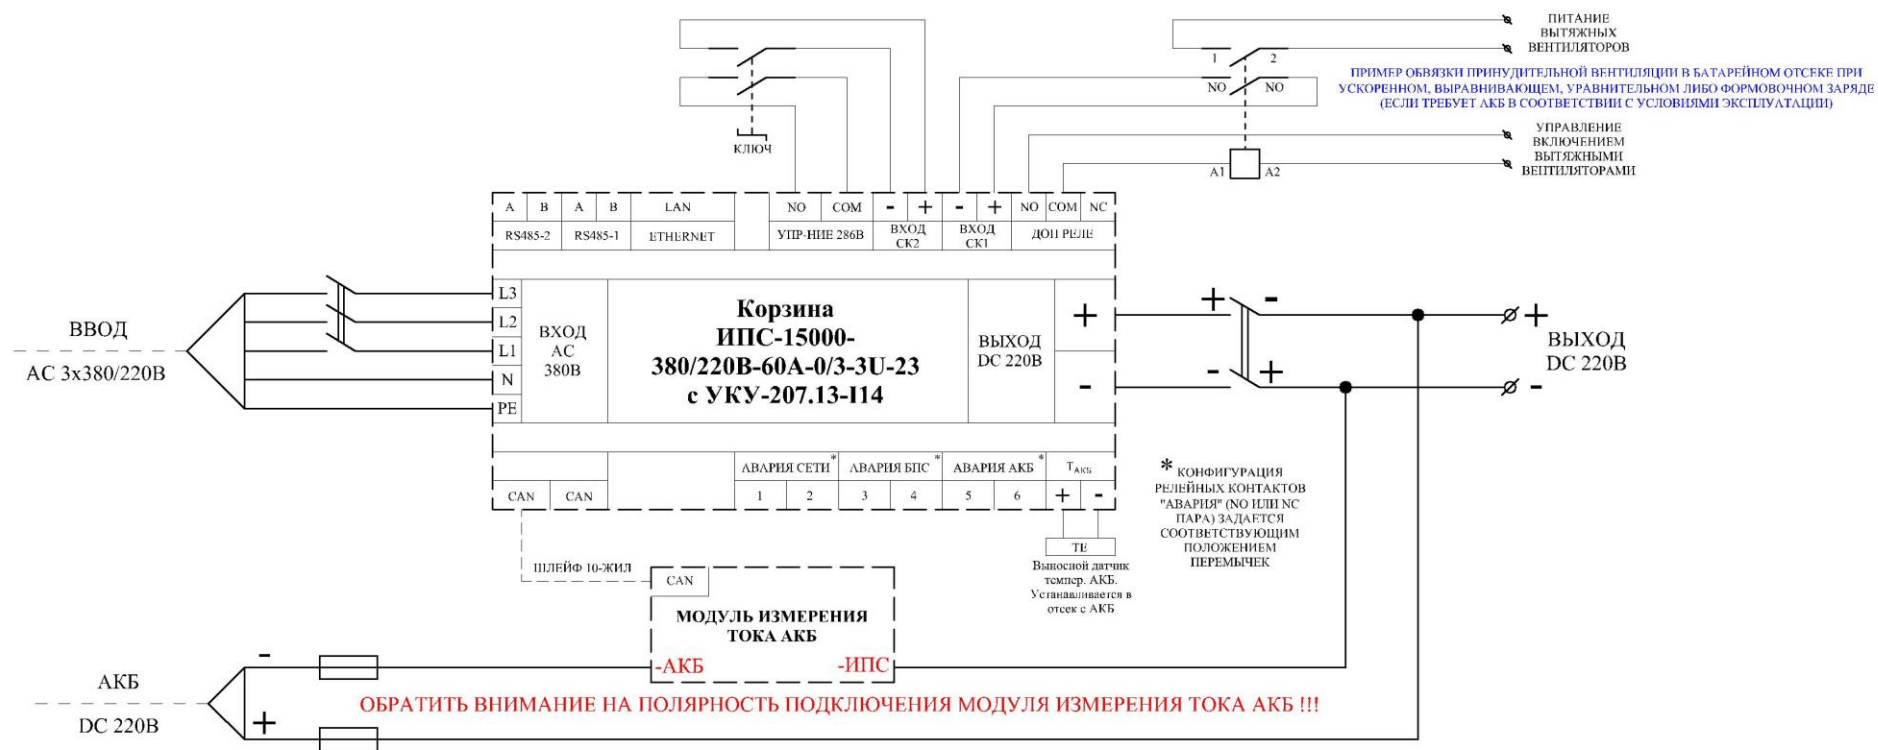 ПИТАНИЕ
ВЫТЯЖНЫХ
ВЕНТИЛЯТОРОВ
1 2
NO NO
ПРИМЕР ОБВЯЗКИ ПРИНУДИТЕЛЬНОЙ ВЕНТИЛЯЦИИ В БАТАРЕЙНОМ ОТСЕКЕ ПРИ
УСКОРЕННОМ, ВЫРАВНИВАЮЩЕМ, УРАВНИТЕЛЬНОМ ЛИБО ФОРМОВОЧНОМ ЗАРЯДЕ
(ЕСЛИ ТРЕБУЕТ АКБ В СООТВЕТСТВИИ С УСЛОВИЯМИ ЭКСПЛУАТАЦИИ)
КЛЮЧ
УПРАВЛЕНИЕ
ВКЛЮЧЕНИЕМ
ВЫТЯЖНЫМИ
ВЕНТИЛЯТОРАМИ
A1 A2
A B A B LAN NO COM - + - + NO COM NC
RS485-2 RS485-1 ETHERNET УПР-НИЕ 286В ВХОД СК2 ВХОД СК1 ДОП РЕЛЕ
ВВОД
AC 3x380/220В
L3
L2
L1
N
PE
ВХОД
AC
380В
Корзина
ИПС-15000-
380/220В-60А-0/3-3U-23
с УКУ-207.13-I14
ВЫХОД
DC 220В
+
-
+ -
- +
+
-
ВЫХОД
DC 220В
АВАРИЯ СЕТИ* АВАРИЯ БПС* АВАРИЯ АКБ* TАКБ
CAN CAN 1 2 3 4 5 6 + -
* КОНФИГУРАЦИЯ
РЕЛЕЙНЫХ КОНТАКТОВ
"АВАРИЯ" (NO ИЛИ NC
ПАРА) ЗАДАЕТСЯ
СООТВЕТСТВУЮЩИМ
ПОЛОЖЕНИЕМ
ПЕРЕМЫЧЕК
TE
Выносной датчик
темпер. АКБ.
Устанавливается в
отсек с АКБ
ШЛЕЙФ 10-ЖИЛ
CAN
МОДУЛЬ ИЗМЕРЕНИЯ
ТОКА АКБ
-АКБ -ИПС
АКБ
DC 220В
-
+
ОБРАТИТЬ ВНИМАНИЕ НА ПОЛЯРНОСТЬ ПОДКЛЮЧЕНИЯ МОДУЛЯ ИЗМЕРЕНИЯ ТОКА АКБ !!!